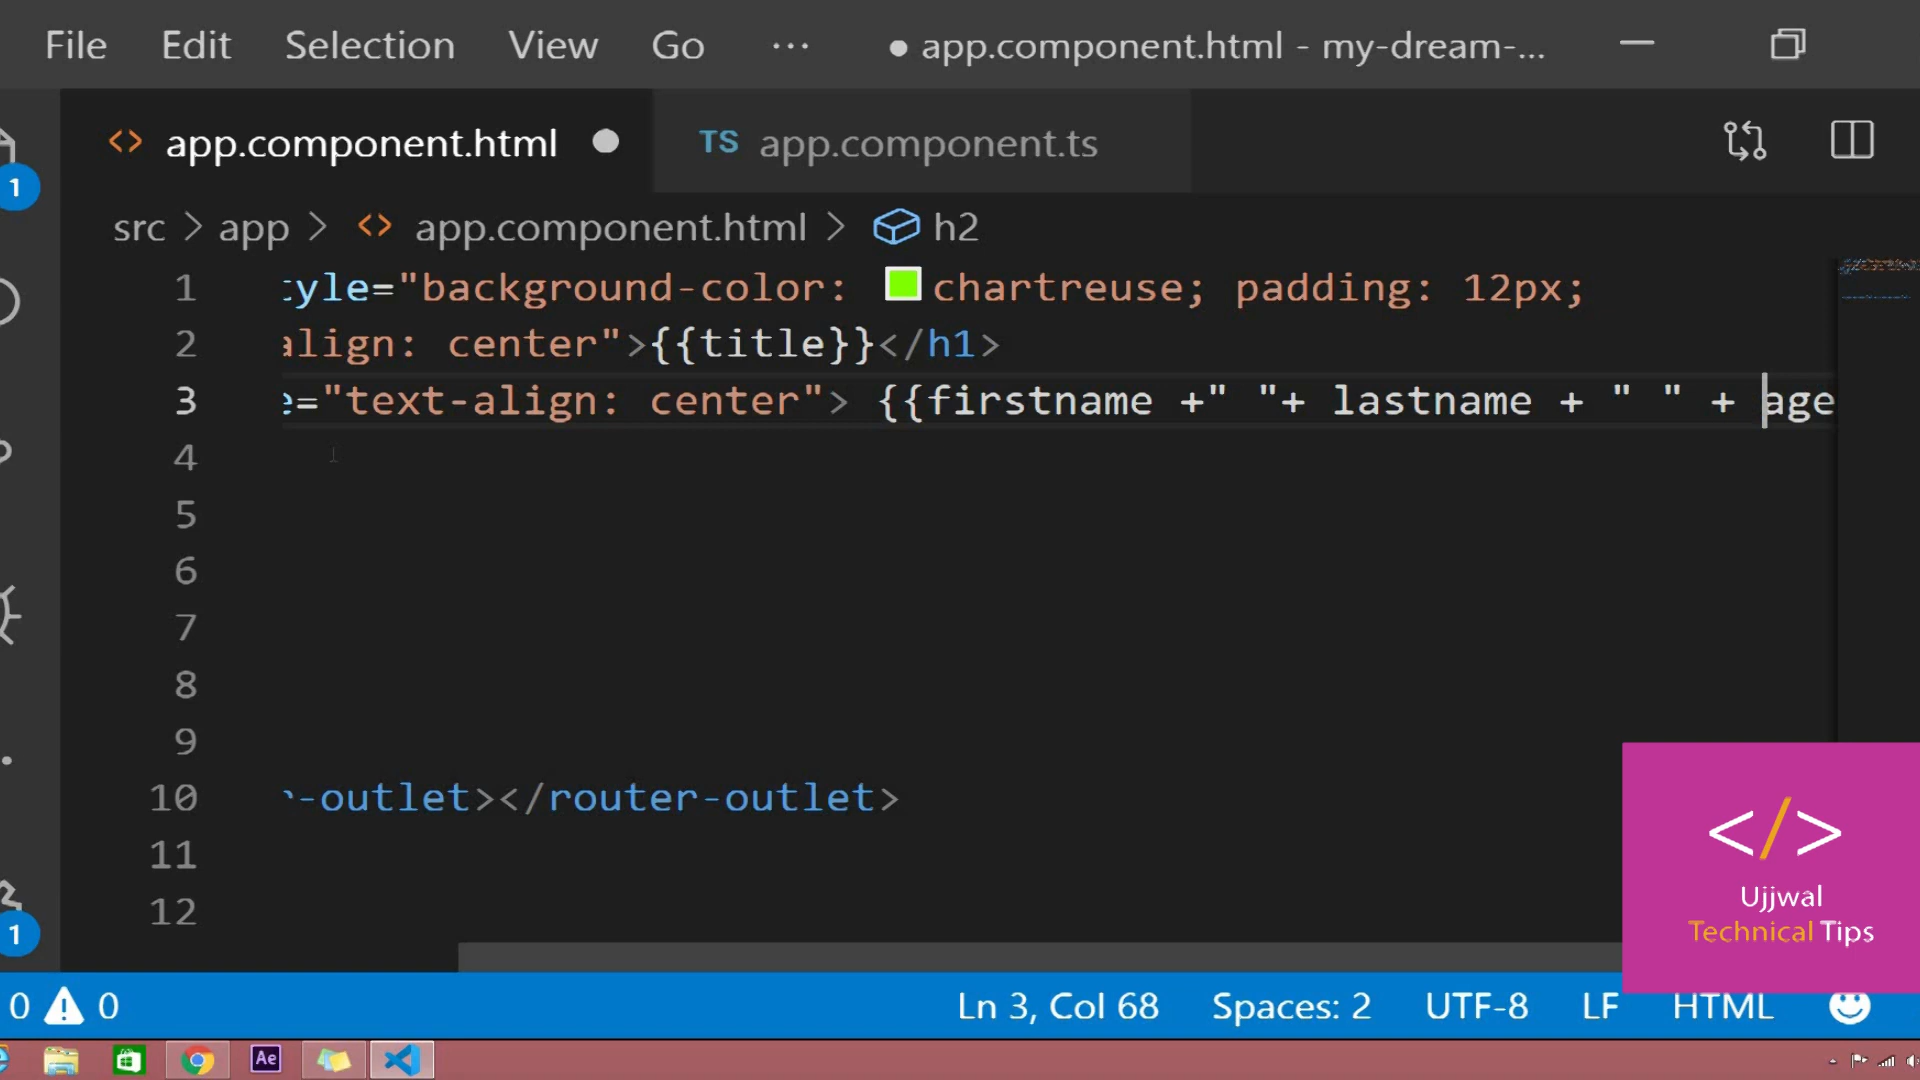 File Edit Selection View Go ··· ● app.component.html - my-dream-...
<> app.component.html ● TS app.component.ts
1
src > app > <> app.component.html > h2
1 tyle="background-color: chartreuse; padding: 12px;
2 align: center">{{title}}</h1>
3 e="text-align: center"> {{firstname +" "+ lastname + " " + age
4
5
6
7
8
9
10 r-outlet></router-outlet>
11
12
1
</>
Ujjwal
Technical Tips
0 0 Ln 3, Col 68 Spaces: 2 UTF-8 LF HTML
Ae